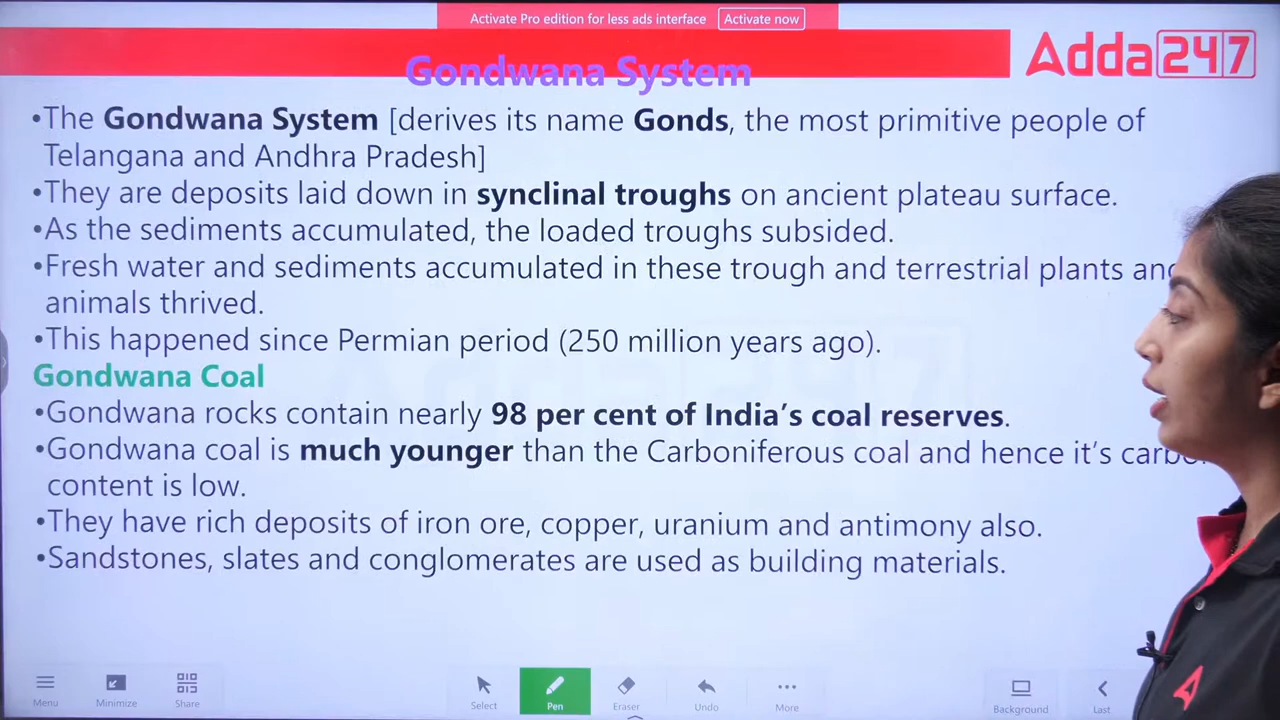 Activate Pro edition for less ads interface Activate now
Adda247
Gondwana System
•The Gondwana System [derives its name Gonds, the most primitive people of
Telangana and Andhra Pradesh]
•They are deposits laid down in synclinal troughs on ancient plateau surface.
•As the sediments accumulated, the loaded troughs subsided.
•Fresh water and sediments accumulated in these trough and terrestrial plants and
animals thrived.
•This happened since Permian period (250 million years ago).
Gondwana Coal
•Gondwana rocks contain nearly 98 per cent of India's coal reserves.
•Gondwana coal is much younger than the Carboniferous coal and hence it's
content is low.
•They have rich deposits of iron ore, copper, uranium and antimony also.
•Sandstones, slates and conglomerates are used as building materials.
Menu Minimize Share Select Pen Eraser Undo More Background Last